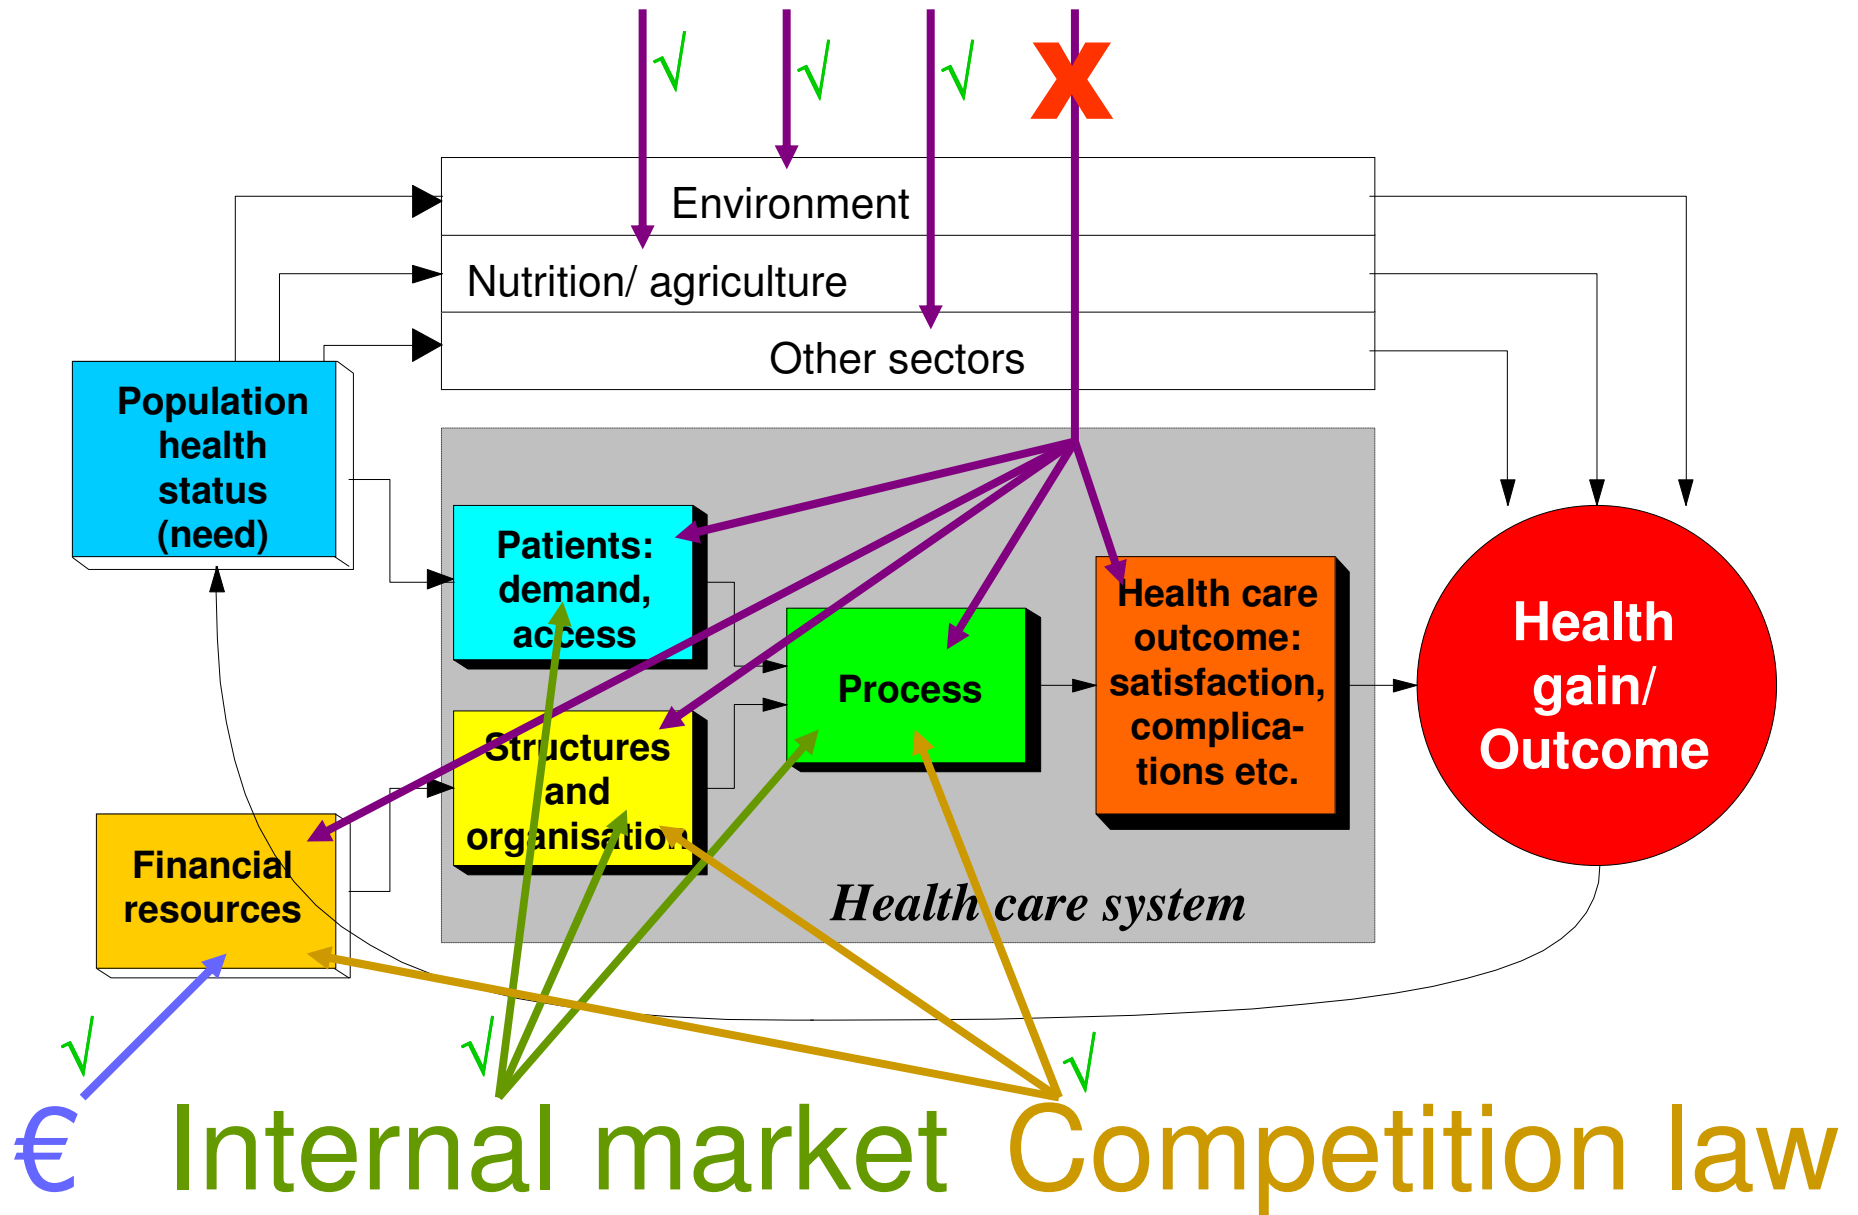 √ √ √ X
Environment
Nutrition/ agriculture
Other sectors
Population
health
status
(need)
Patients:
demand,
access
Structures
and
organisation
Process
Health care
outcome:
satisfaction,
complica-
tions etc.
Health
gain/
Outcome
Financial
resources
Health care system
√ √ √
€ Internal market Competition law